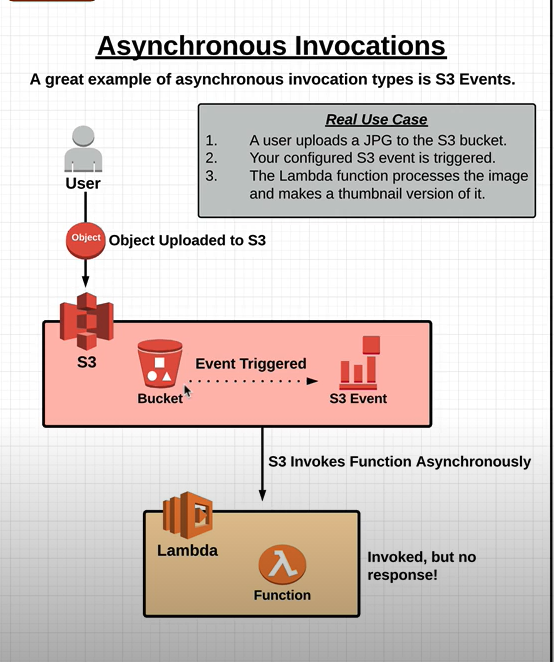 Asynchronous Invocations
A great example of asynchronous invocation types is S3 Events.
Real Use Case
1. A user uploads a JPG to the S3 bucket.
2. Your configured S3 event is triggered.
3. The Lambda function processes the image
and makes a thumbnail version of it.
User
Object
Object Uploaded to S3
S3
Event Triggered
Bucket
S3 Event
S3 Invokes Function Asynchronously
Lambda
Function
Invoked, but no
response!